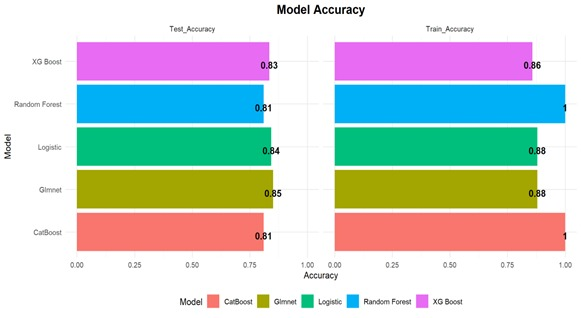 Model Accuracy
Test_Accuracy Train_Accuracy
XG Boost 0.83 0.86
Random Forest 0.81 1
Model
Logistic 0.84 0.88
Glmnet 0.85 0.88
CatBoost 0.81 1
0.00 0.25 0.50 0.75 1.00 0.00 0.25 0.50 0.75 1.00
Accuracy
Model CatBoost Glmnet Logistic Random Forest XG Boost